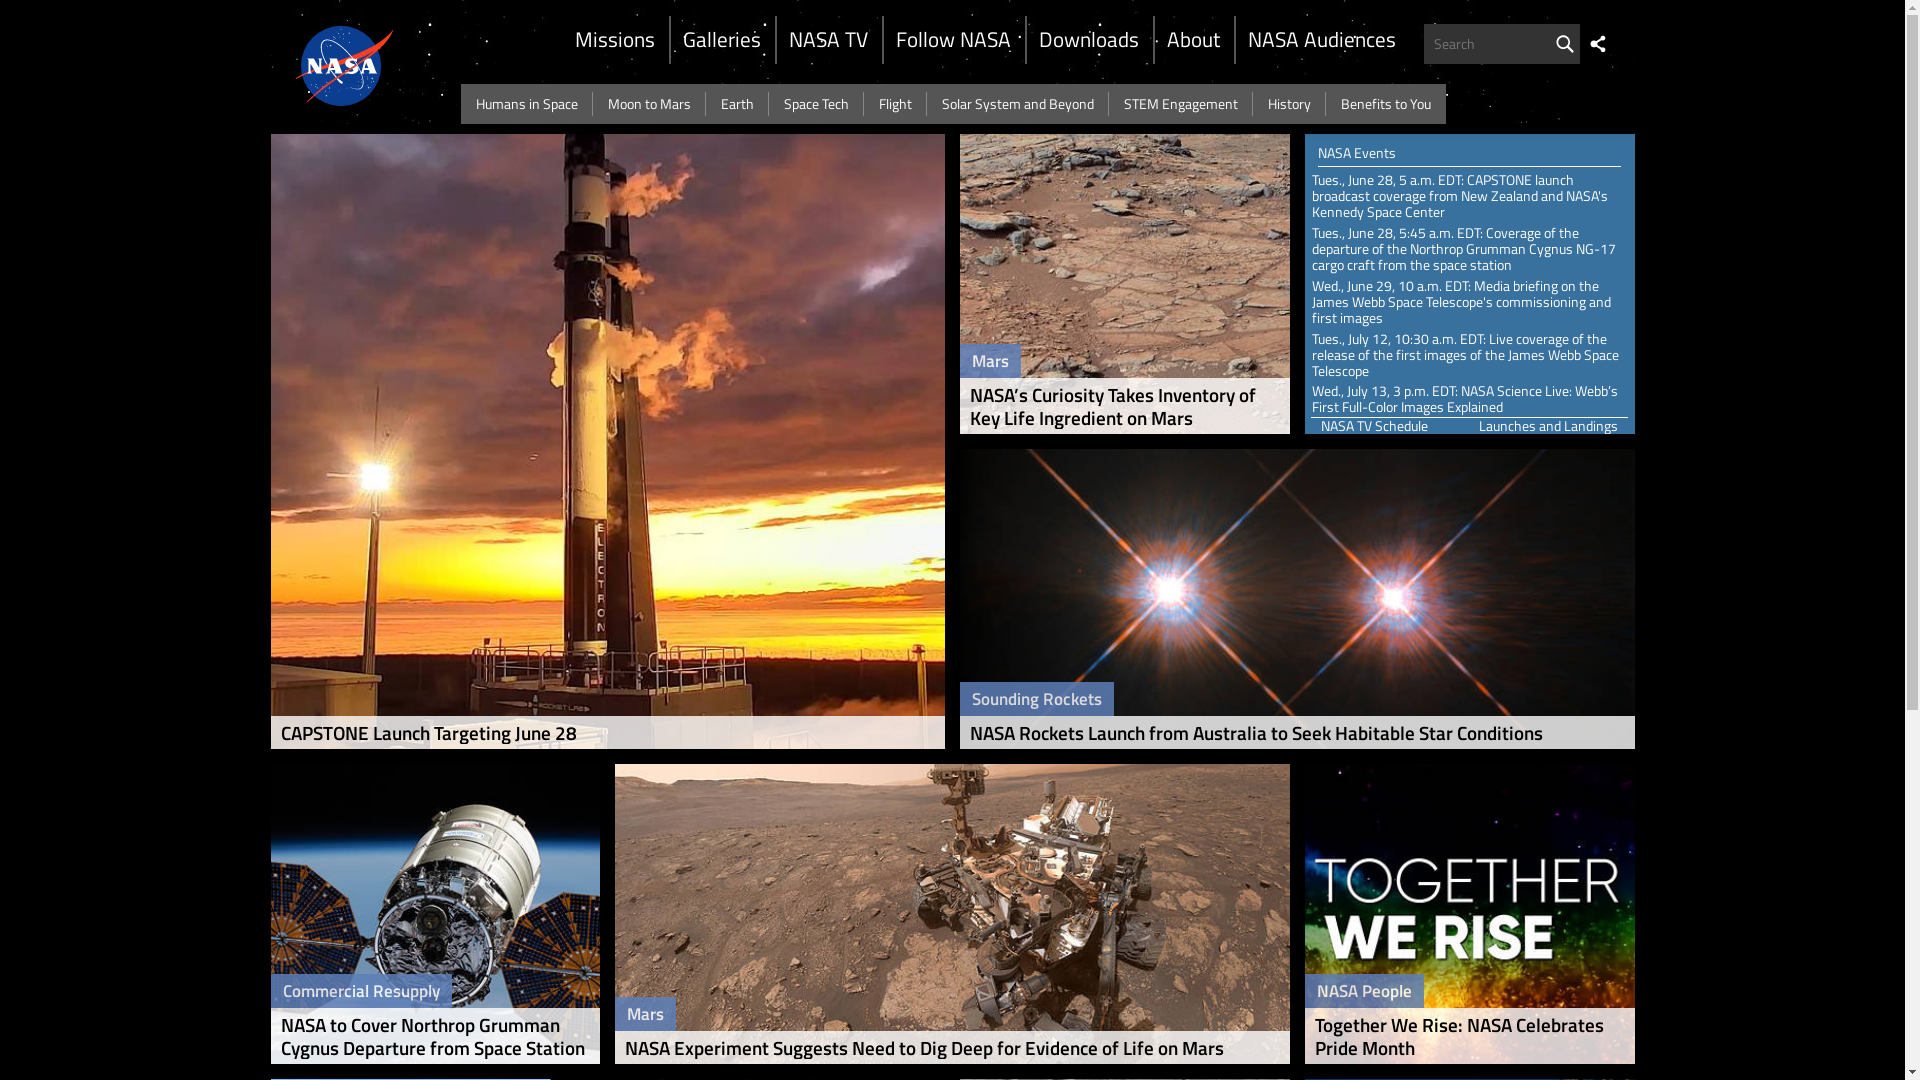 NASA
Missions
Galleries
NASA TV
Follow NASA
Downloads
About
NASA Audiences
Search
Humans in Space
Moon to Mars
Earth
Space Tech
Flight
Solar System and Beyond
STEM Engagement
History
Benefits to You
ELECTRON
ROCKET LAB
CAPSTONE Launch Targeting June 28
Mars
NASA’s Curiosity Takes Inventory of
Key Life Ingredient on Mars
NASA Events
Tues., June 28, 5 a.m. EDT: CAPSTONE launch
broadcast coverage from New Zealand and NASA's
Kennedy Space Center
Tues., June 28, 5:45 a.m. EDT: Coverage of the
departure of the Northrop Grumman Cygnus NG-17
cargo craft from the space station
Wed., June 29, 10 a.m. EDT: Media briefing on the
James Webb Space Telescope's commissioning and
first images
Tues., July 12, 10:30 a.m. EDT: Live coverage of the
release of the first images of the James Webb Space
Telescope
Wed., July 13, 3 p.m. EDT: NASA Science Live: Webb’s
First Full-Color Images Explained
NASA TV Schedule
Launches and Landings
Sounding Rockets
NASA Rockets Launch from Australia to Seek Habitable Star Conditions
Commercial Resupply
NASA to Cover Northrop Grumman
Cygnus Departure from Space Station
Mars
NASA Experiment Suggests Need to Dig Deep for Evidence of Life on Mars
TOGETHER
WE RISE
NASA People
Together We Rise: NASA Celebrates
Pride Month